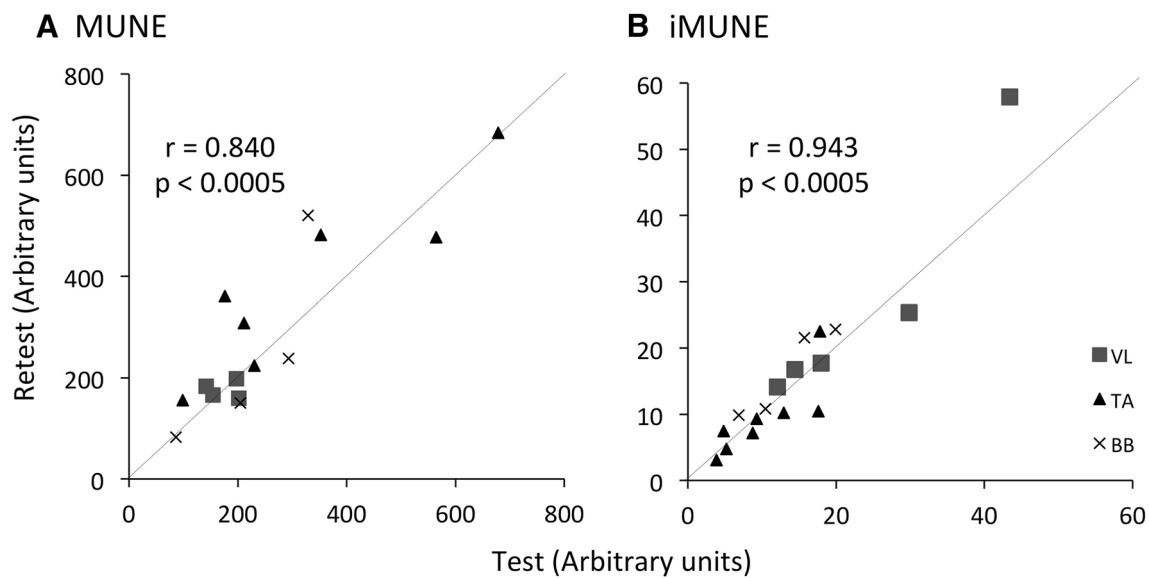 A MUNE
B iMUNE
Retest (Arbitrary units)
800
600
400
200
0
r = 0.840
p < 0.0005
0 200 400 600 800
60
50
40
30
20
10
0
r = 0.943
p < 0.0005
VL
TA
BB
0 20 40 60
Test (Arbitrary units)